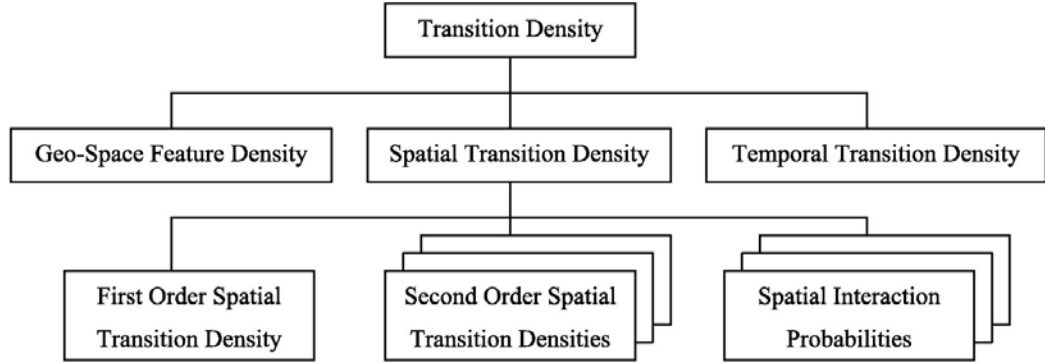 Transition Density
Geo-Space Feature Density
Spatial Transition Density
Temporal Transition Density
First Order Spatial
Transition Density
Second Order Spatial
Transition Densities
Spatial Interaction
Probabilities